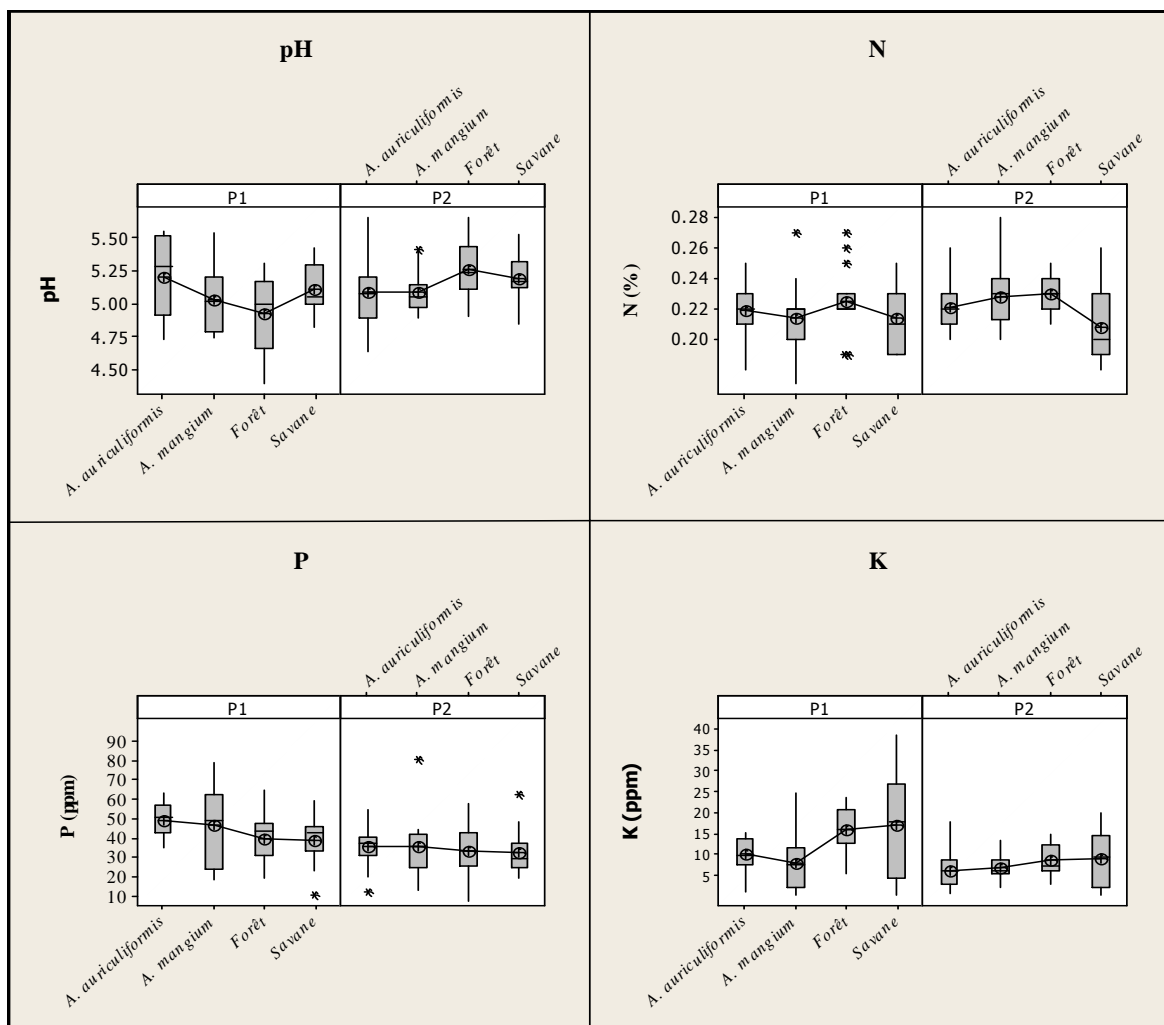 pH
A. auriculiformis
A. mangium
Forêt
Savane
P1
P2
pH
5.50
5.25
5.00
4.75
4.50
A. auriculiformis
A. mangium
Forêt
Savane
N
A. auriculiformis
A. mangium
Forêt
Savane
P1
P2
N (%)
0.28
0.26
0.24
0.22
0.20
A. auriculiformis
A. mangium
Forêt
Savane
P
A. auriculiformis
A. mangium
Forêt
Savane
P1
P2
P (ppm)
90
80
70
60
50
40
30
20
10
A. auriculiformis
A. mangium
Forêt
Savane
K
A. auriculiformis
A. mangium
Forêt
Savane
P1
P2
K (ppm)
40
35
30
25
20
15
10
5
A. auriculiformis
A. mangium
Forêt
Savane